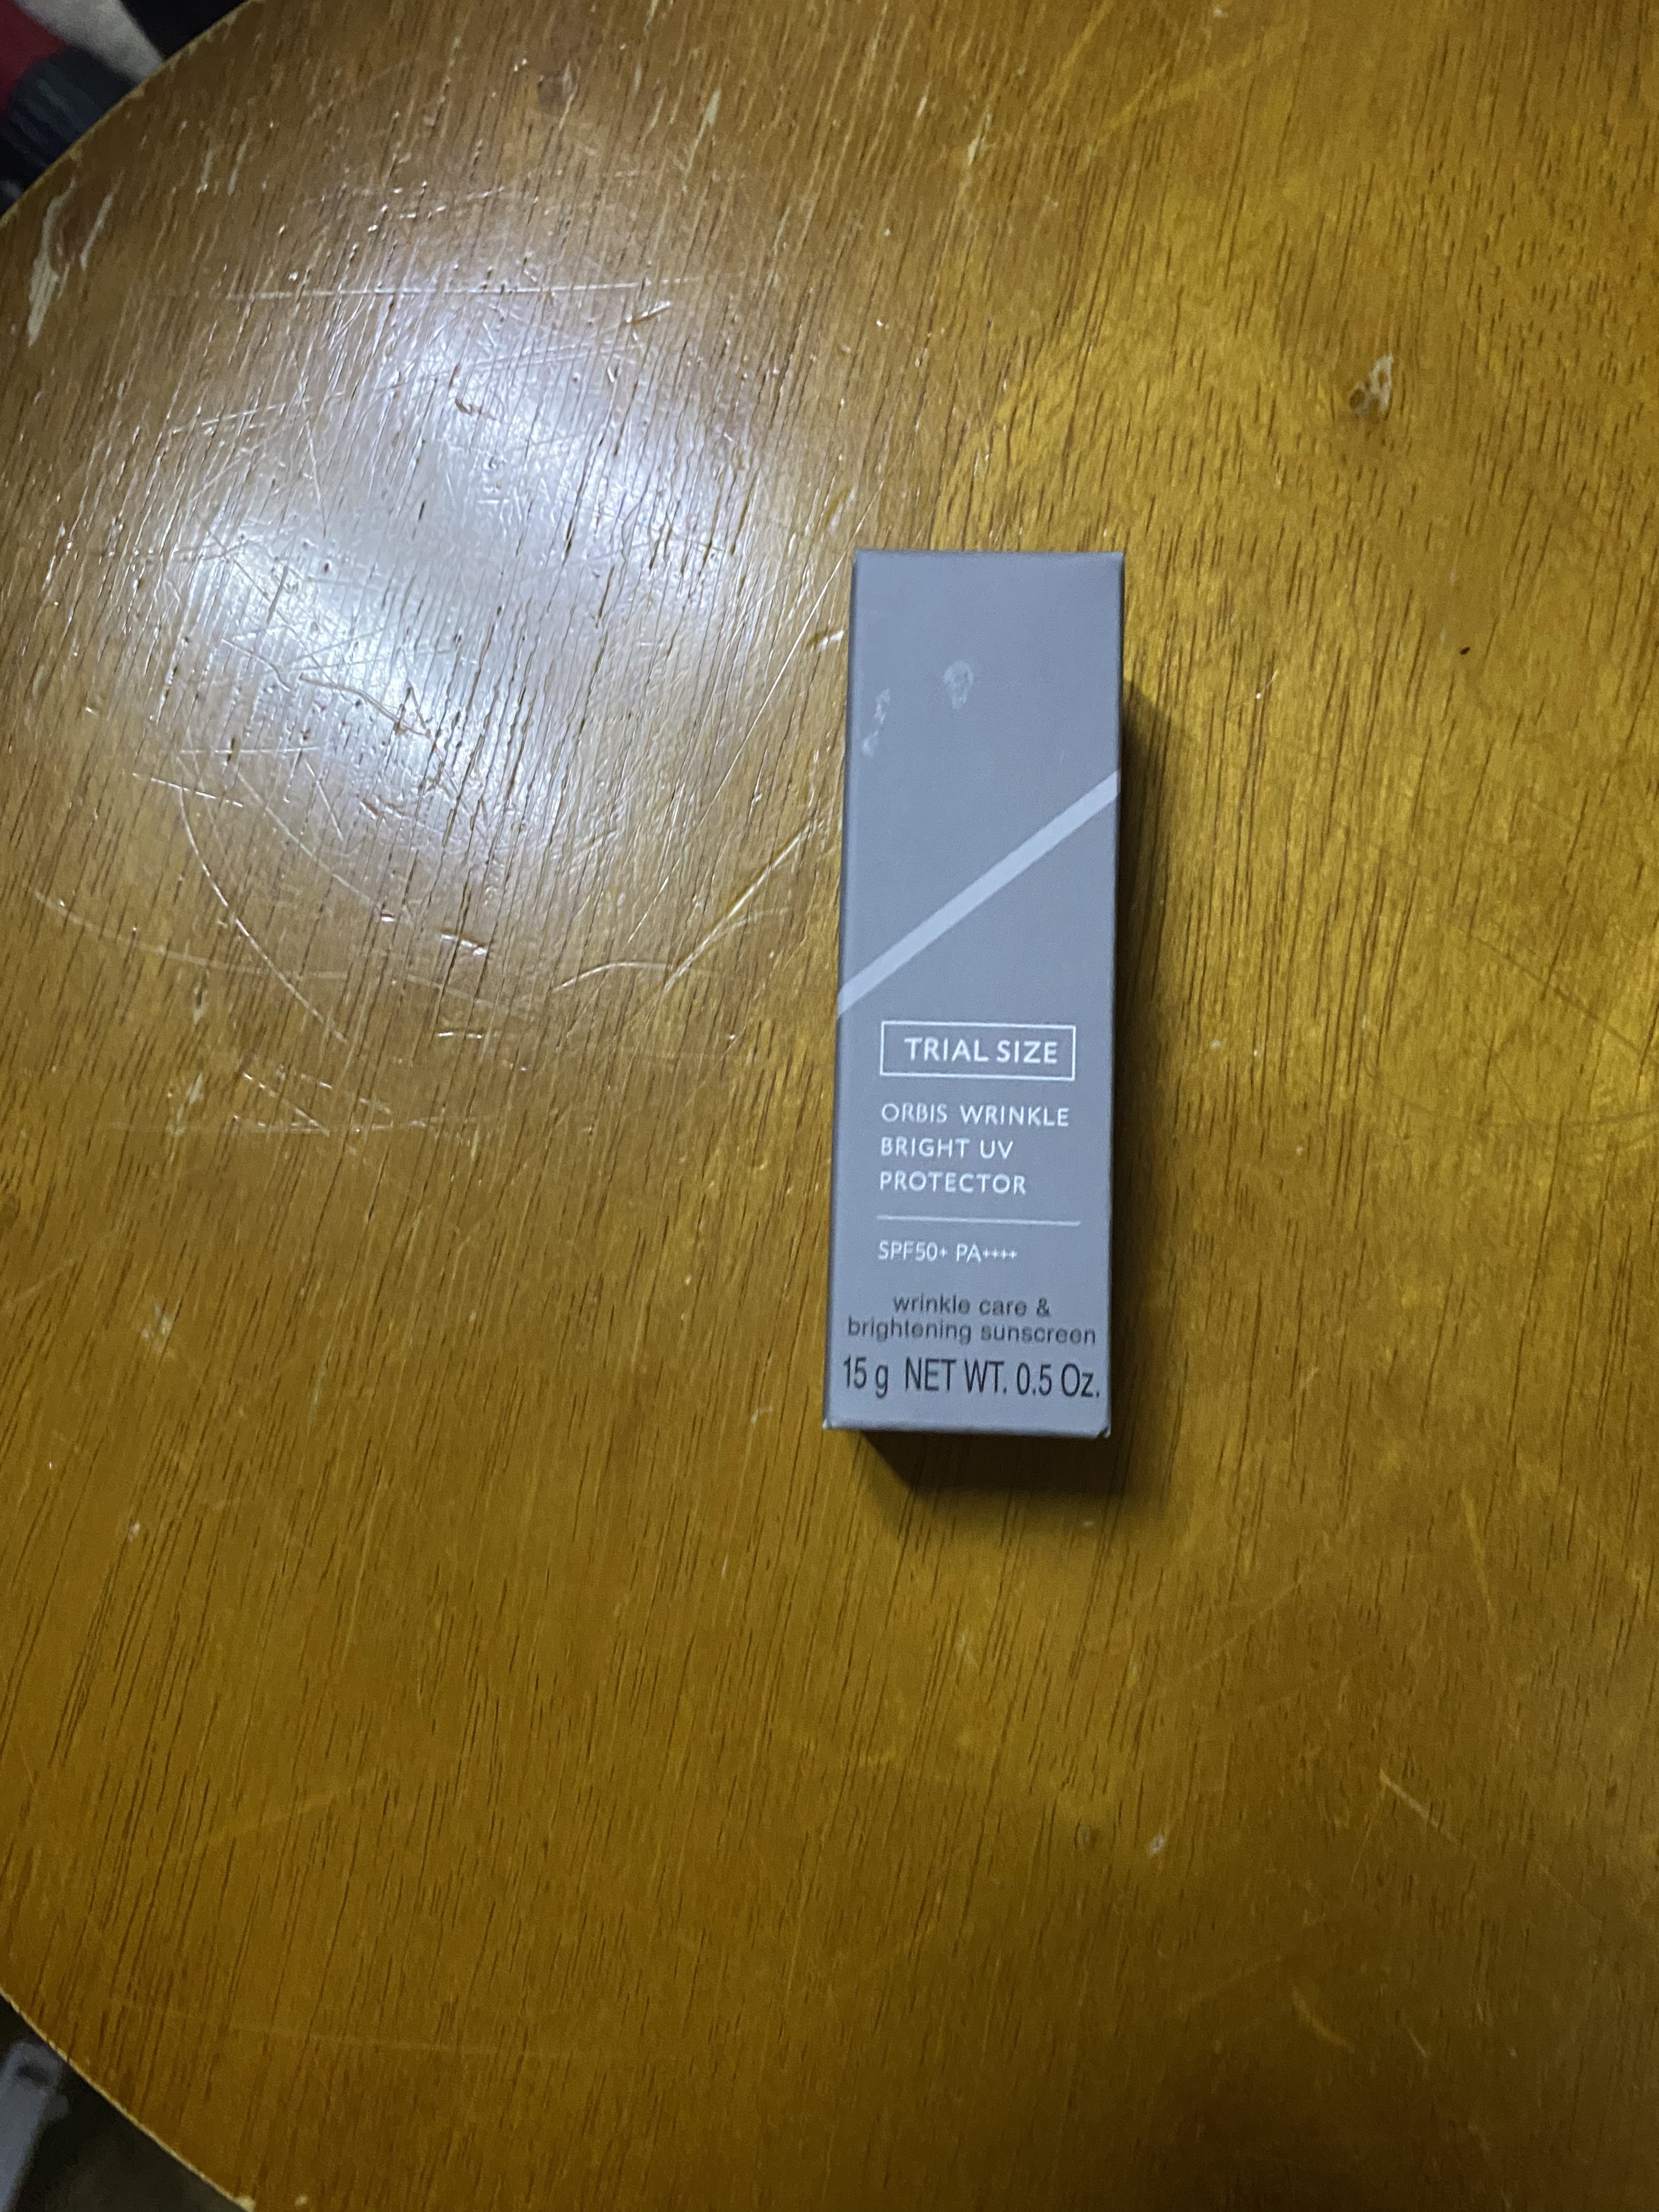 TRIAL SIZE
ORBIS WRINKLE
BRIGHT UV
PROTECTOR
SPF50+ PA++++
wrinkle care &
brightening sunscreen
15 g NET WT. 0.5 Oz.